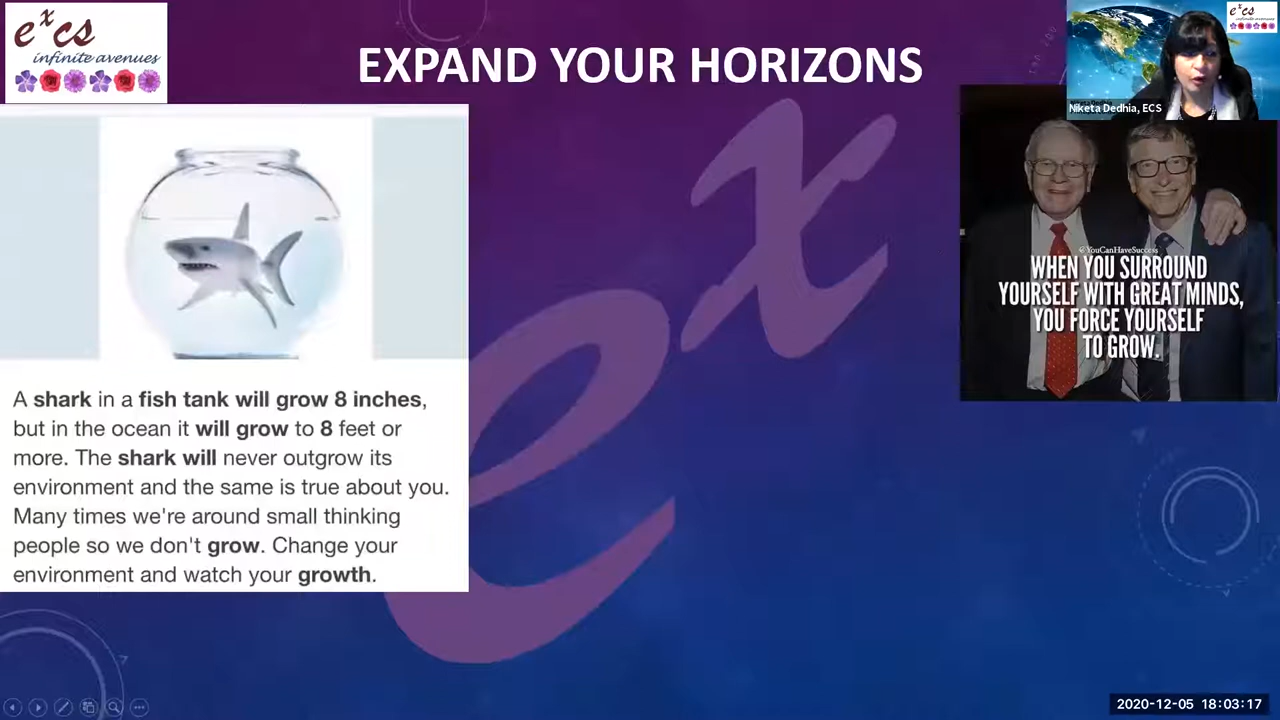 e x cs
infinite avenues
EXPAND YOUR HORIZONS
e x cs
infinite avenues
Niketa Dedhia, ECS
@YouCanHaveSuccess
WHEN YOU SURROUND
YOURSELF WITH GREAT MINDS,
YOU FORCE YOURSELF
TO GROW.
e x
A shark in a fish tank will grow 8 inches,
but in the ocean it will grow to 8 feet or
more. The shark will never outgrow its
environment and the same is true about you.
Many times we're around small thinking
people so we don't grow. Change your
environment and watch your growth.
2020-12-05 18:03:17